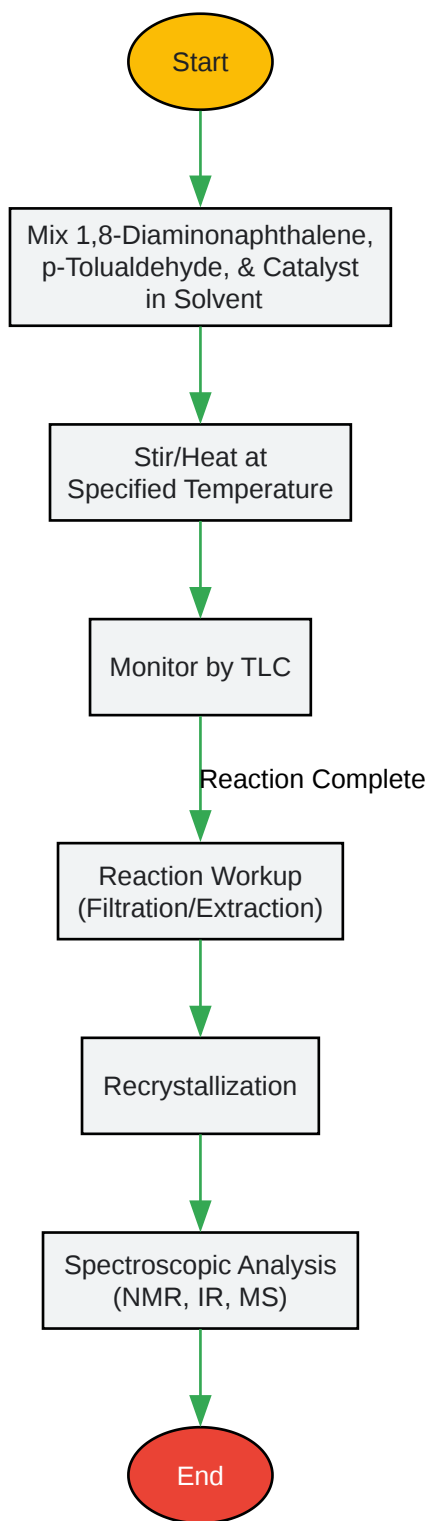 Start
Mix 1,8-Diaminonaphthalene,
p-Tolualdehyde, & Catalyst
in Solvent
Stir/Heat at
Specified Temperature
Monitor by TLC
Reaction Complete
Reaction Workup
(Filtration/Extraction)
Recrystallization
Spectroscopic Analysis
(NMR, IR, MS)
End